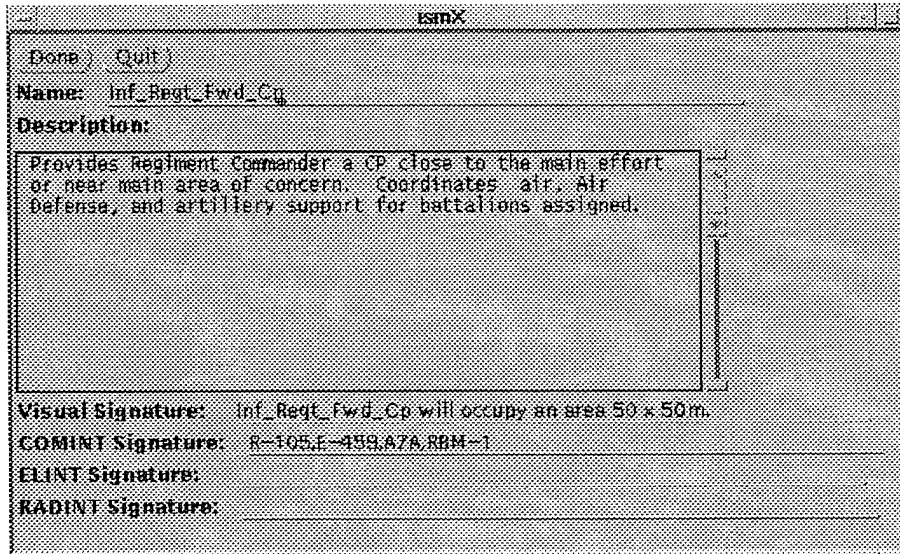 ismX
Done Quit
Name: Inf_Regt_Fwd_Cp
Description:
Provides Regiment Commander a CP close to the main effort
or near main area of concern. Coordinates air, Air
Defense, and artillery support for battalions assigned.
Visual Signature: Inf_Regt_Fwd_Cp will occupy an area 50 x 50m.
COMINT Signature: R-105,E-459,A7A,RBM-1
ELINT Signature:
RADINT Signature: